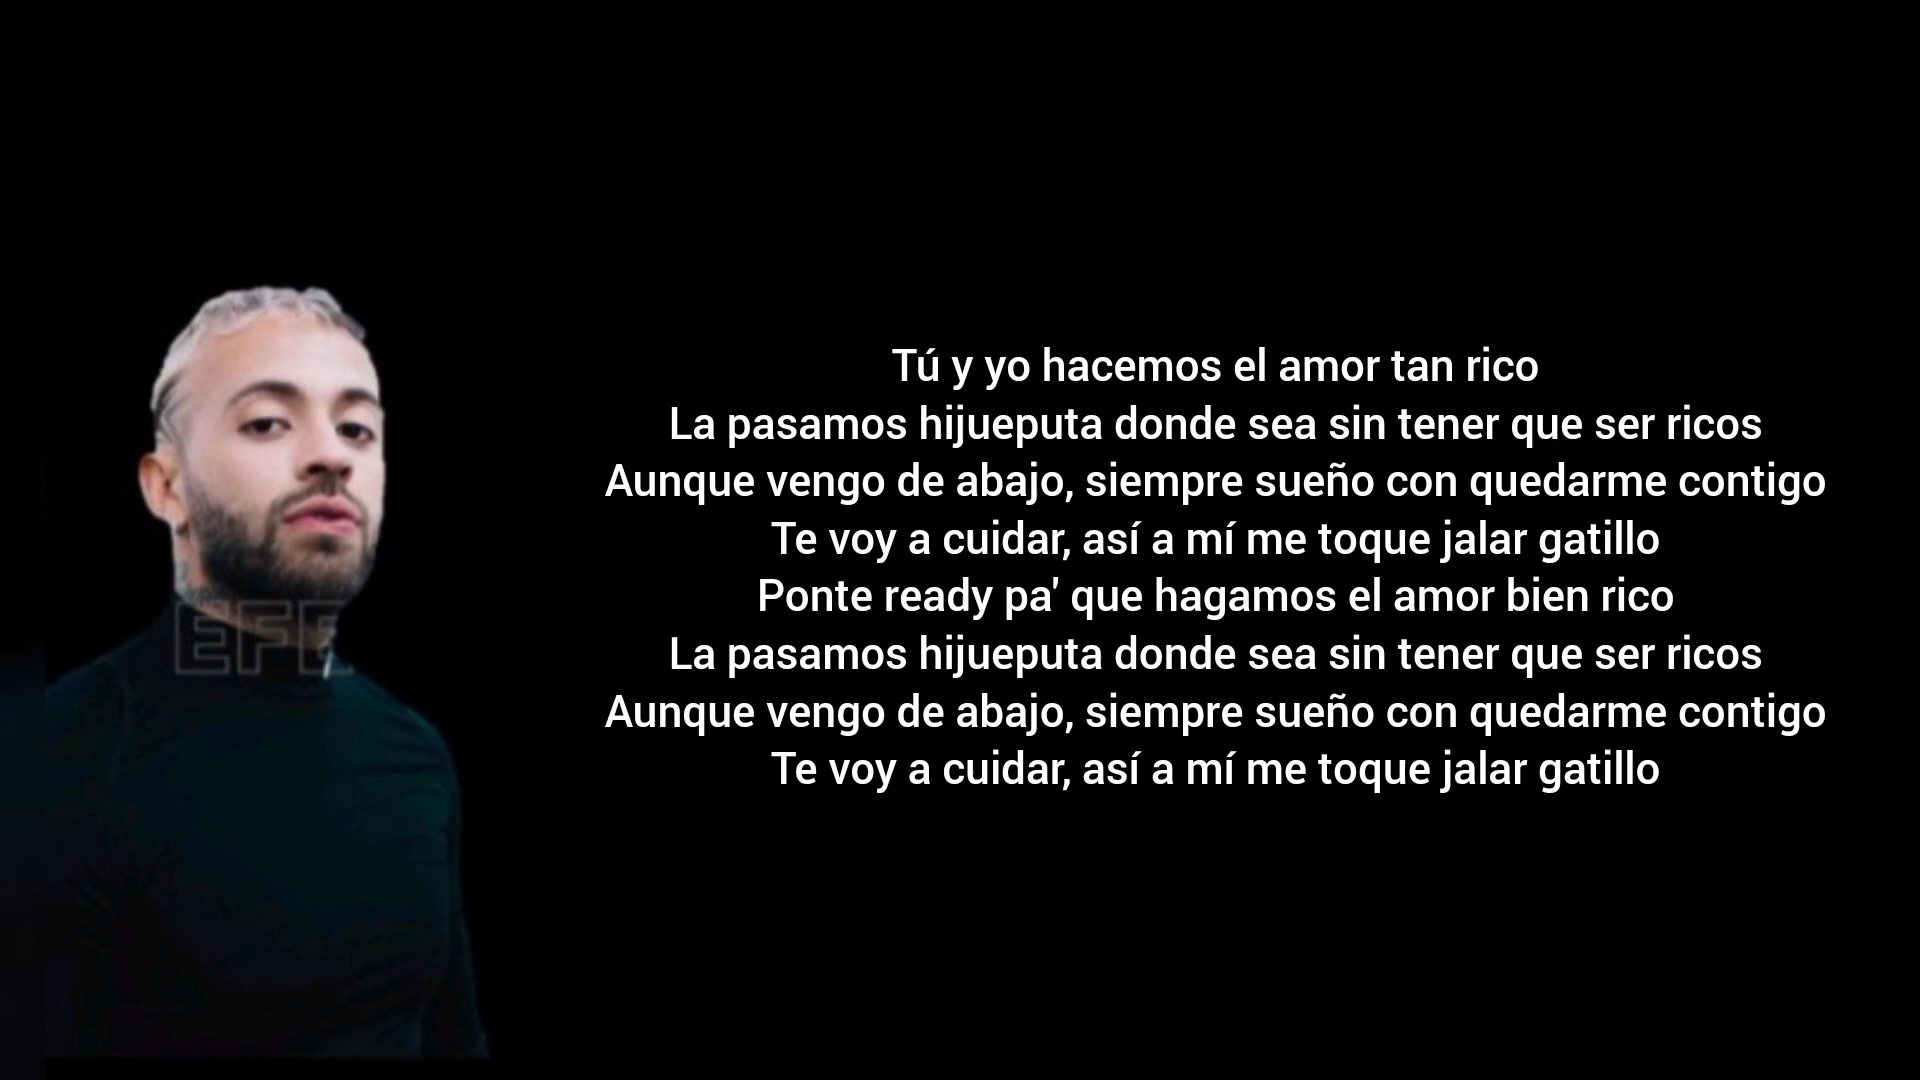 Tú y yo hacemos el amor tan rico
La pasamos hijueputa donde sea sin tener que ser ricos
Aunque vengo de abajo, siempre sueño con quedarme contigo
Te voy a cuidar, así a mí me toque jalar gatillo
Ponte ready pa' que hagamos el amor bien rico
La pasamos hijueputa donde sea sin tener que ser ricos
Aunque vengo de abajo, siempre sueño con quedarme contigo
Te voy a cuidar, así a mí me toque jalar gatillo
EFE